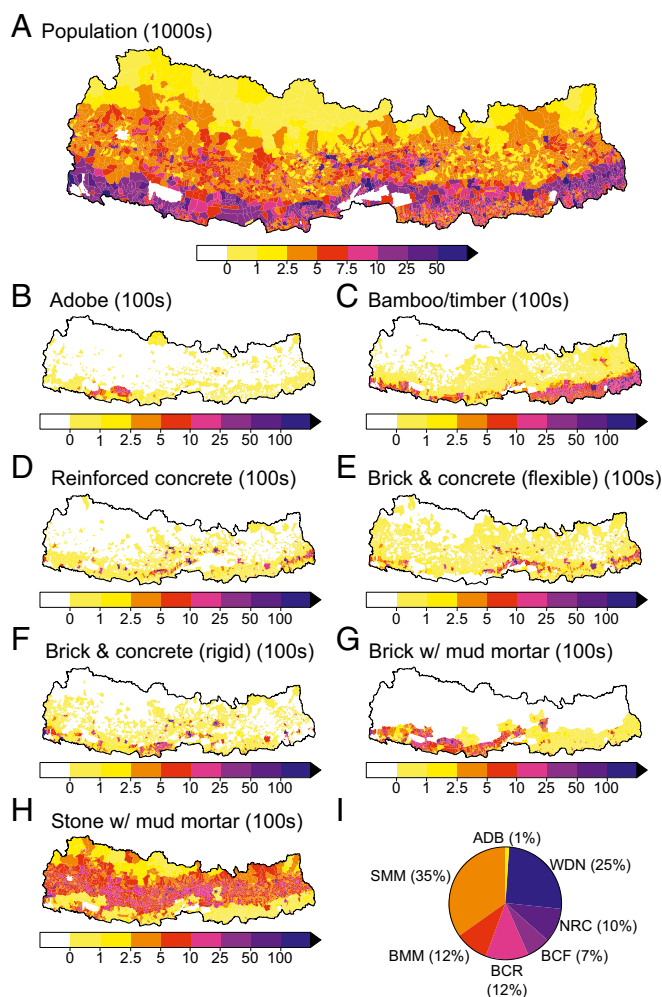 A Population (1000s)
0 1 2.5 5 7.5 10 25 50
B Adobe (100s)
0 1 2.5 5 10 25 50 100
C Bamboo/timber (100s)
0 1 2.5 5 10 25 50 100
D Reinforced concrete (100s)
0 1 2.5 5 10 25 50 100
E Brick & concrete (flexible) (100s)
0 1 2.5 5 10 25 50 100
F Brick & concrete (rigid) (100s)
0 1 2.5 5 10 25 50 100
G Brick w/ mud mortar (100s)
0 1 2.5 5 10 25 50 100
H Stone w/ mud mortar (100s)
0 1 2.5 5 10 25 50 100
I
ADB (1%)
WDN (25%)
SMM (35%)
NRC (10%)
BMM (12%)
BCF (7%)
BCR
(12%)